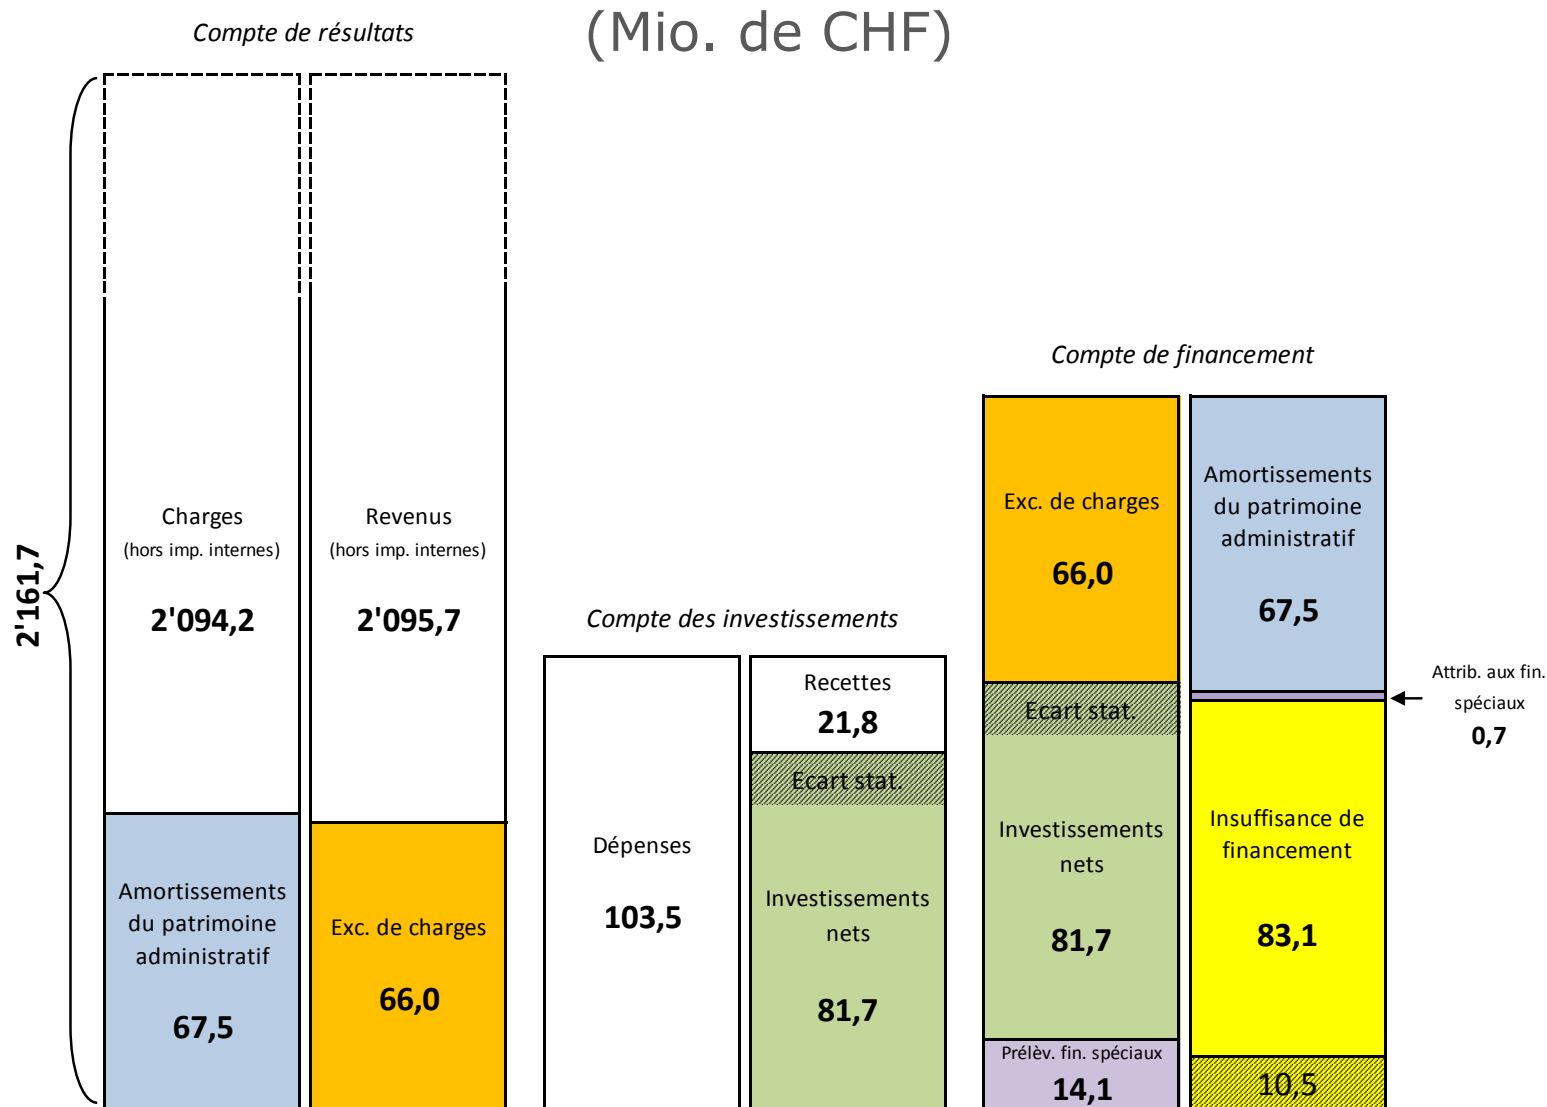 (Mio. de CHF)
Compte de résultats
2'161,7
Charges
(hors imp. internes)
2'094,2
Amortissements
du patrimoine
administratif
67,5
Revenus
(hors imp. internes)
2'095,7
Exc. de charges
66,0
Compte des investissements
Dépenses
103,5
Recettes
21,8
Ecart stat.
Investissements
nets
81,7
Compte de financement
Exc. de charges
66,0
Ecart stat.
Investissements
nets
81,7
Prélèv. fin. spéciaux
14,1
Amortissements
du patrimoine
administratif
67,5
Attrib. aux fin.
spéciaux
0,7
Insuffisance de
financement
83,1
10,5